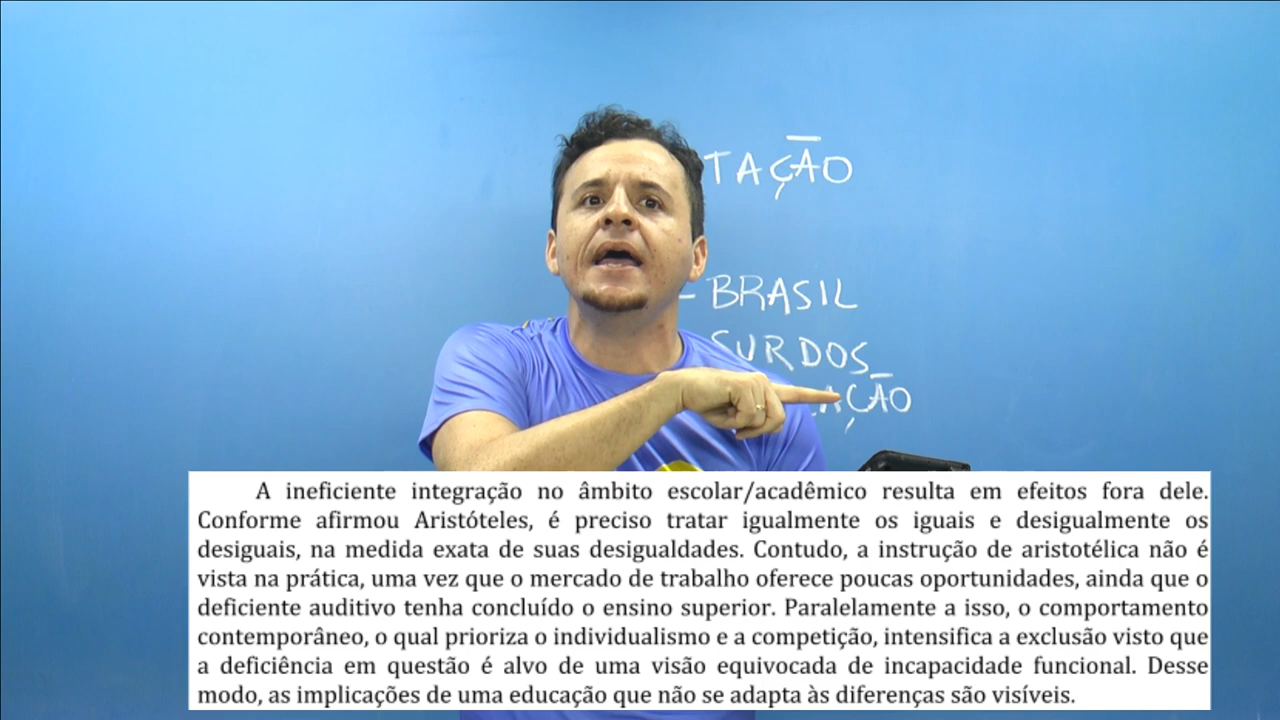 TAÇÃO
- BRASIL
SURDOS
AÇÃO
A ineficiente integração no âmbito escolar/acadêmico resulta em efeitos fora dele.
Conforme afirmou Aristóteles, é preciso tratar igualmente os iguais e desigualmente os
desiguais, na medida exata de suas desigualdades. Contudo, a instrução de aristotélica não é
vista na prática, uma vez que o mercado de trabalho oferece poucas oportunidades, ainda que o
deficiente auditivo tenha concluído o ensino superior. Paralelamente a isso, o comportamento
contemporâneo, o qual prioriza o individualismo e a competição, intensifica a exclusão visto que
a deficiência em questão é alvo de uma visão equivocada de incapacidade funcional. Desse
modo, as implicações de uma educação que não se adapta às diferenças são visíveis.